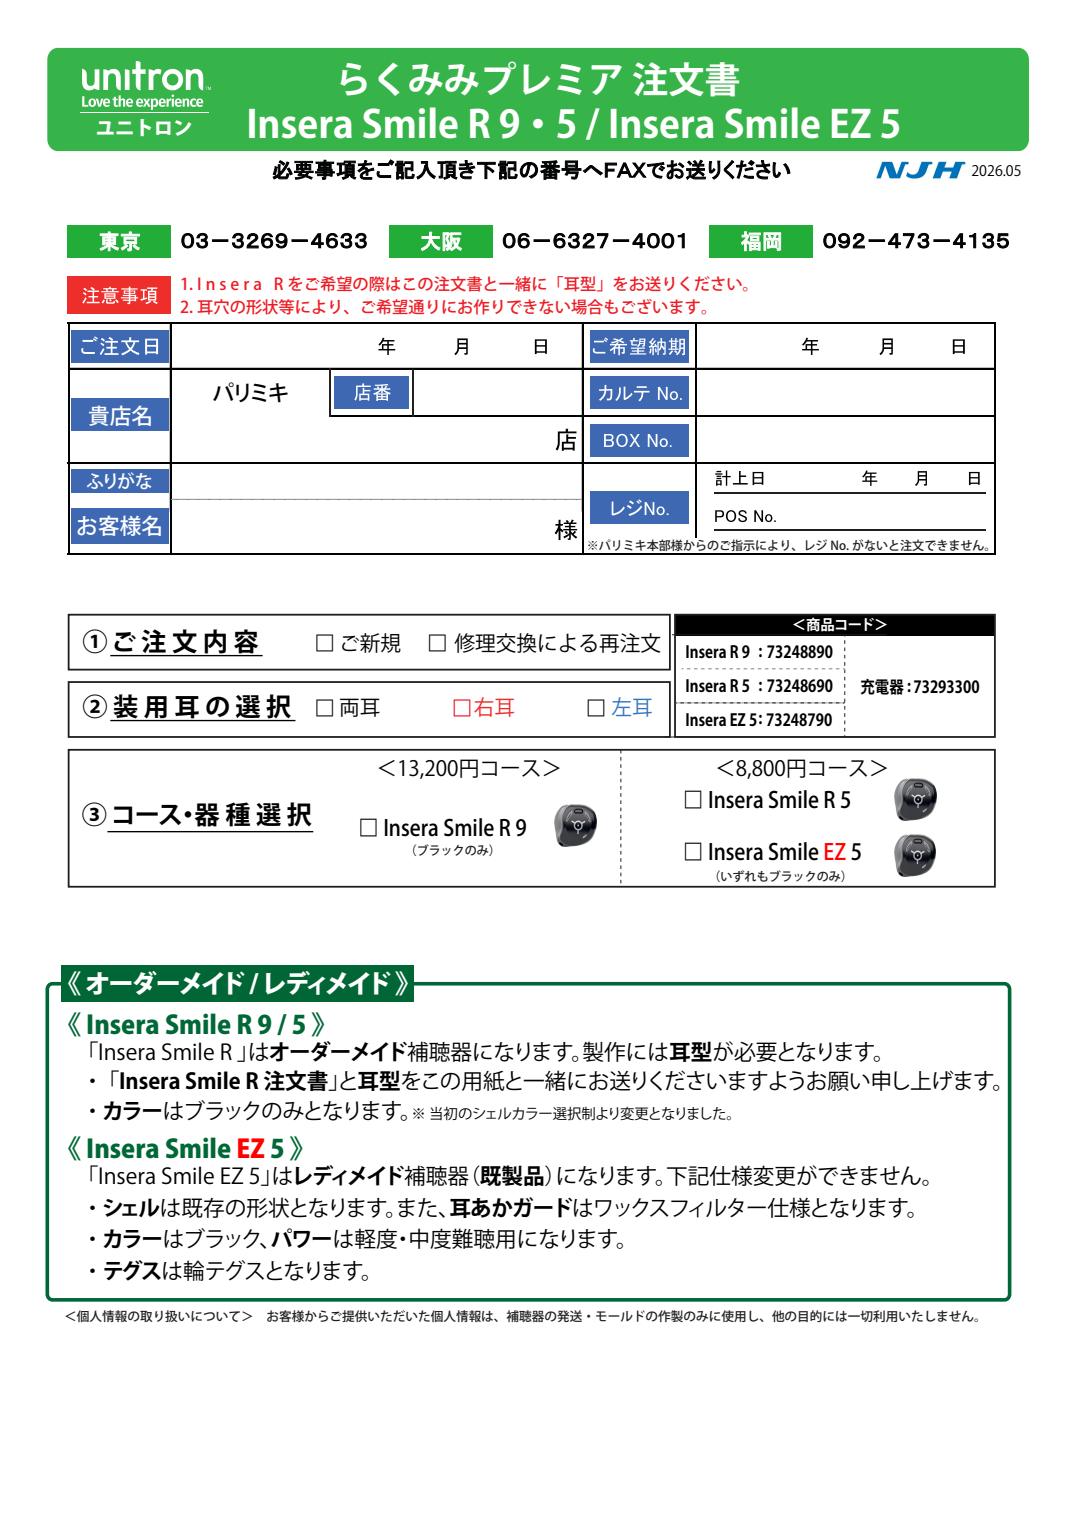 unitron
Love the experience
ユニトロン
らくみみプレミア 注文書
Insera Smile R 9・5 / Insera Smile EZ 5
必要事項をご記入頂き下記の番号へFAXでお送りください
NJH 2026.05
東京 03－3269－4633 大阪 06－6327－4001 福岡 092－473－4135
注意事項
1. Insera Rをご希望の際はこの注文書と一緒に「耳型」をお送りください。
2. 耳穴の形状等により、ご希望通りにお作りできない場合もございます。
ご注文日 年 月 日 ご希望納期 年 月 日
貴店名 パリミキ 店番 カルテ No.
店 BOX No.
ふりがな
お客様名 様
レジNo. 計上日 年 月 日
POS No.
※パリミキ本部様からのご指示により、レジ No. がないと注文できません。
①ご注文内容 □ ご新規 □ 修理交換による再注文
②装用耳の選択 □ 両耳 □右耳 □ 左耳
＜商品コード＞
Insera R 9 : 73248890
Insera R 5 : 73248690
Insera EZ 5: 73248790
充電器 : 73293300
③コース・器種選択
＜13,200円コース＞
□ Insera Smile R 9
（ブラックのみ）
＜8,800円コース＞
□ Insera Smile R 5
□ Insera Smile EZ 5
（いずれもブラックのみ）
《 オーダーメイド / レディメイド 》
《 Insera Smile R 9 / 5 》
「Insera Smile R 」はオーダーメイド補聴器になります。製作には耳型が必要となります。
・「Insera Smile R 注文書」と耳型をこの用紙と一緒にお送りくださいますようお願い申し上げます。
・カラーはブラックのみとなります。※ 当初のシェルカラー選択制より変更となりました。
《 Insera Smile EZ 5 》
「Insera Smile EZ 5」はレディメイド補聴器（既製品）になります。下記仕様変更ができません。
・シェルは既存の形状となります。また、耳あかガードはワックスフィルター仕様となります。
・カラーはブラック、パワーは軽度・中度難聴用になります。
・テグスは輪テグスとなります。
＜個人情報の取り扱いについて＞ お客様からご提供いただいた個人情報は、補聴器の発送・モールドの作製のみに使用し、他の目的には一切利用いたしません。